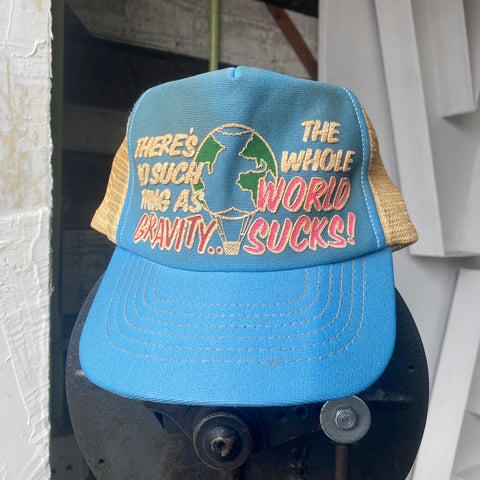 THERE'S
NO SUCH
THING AS
GRAVITY..
THE
WHOLE
WORLD
SUCKS!